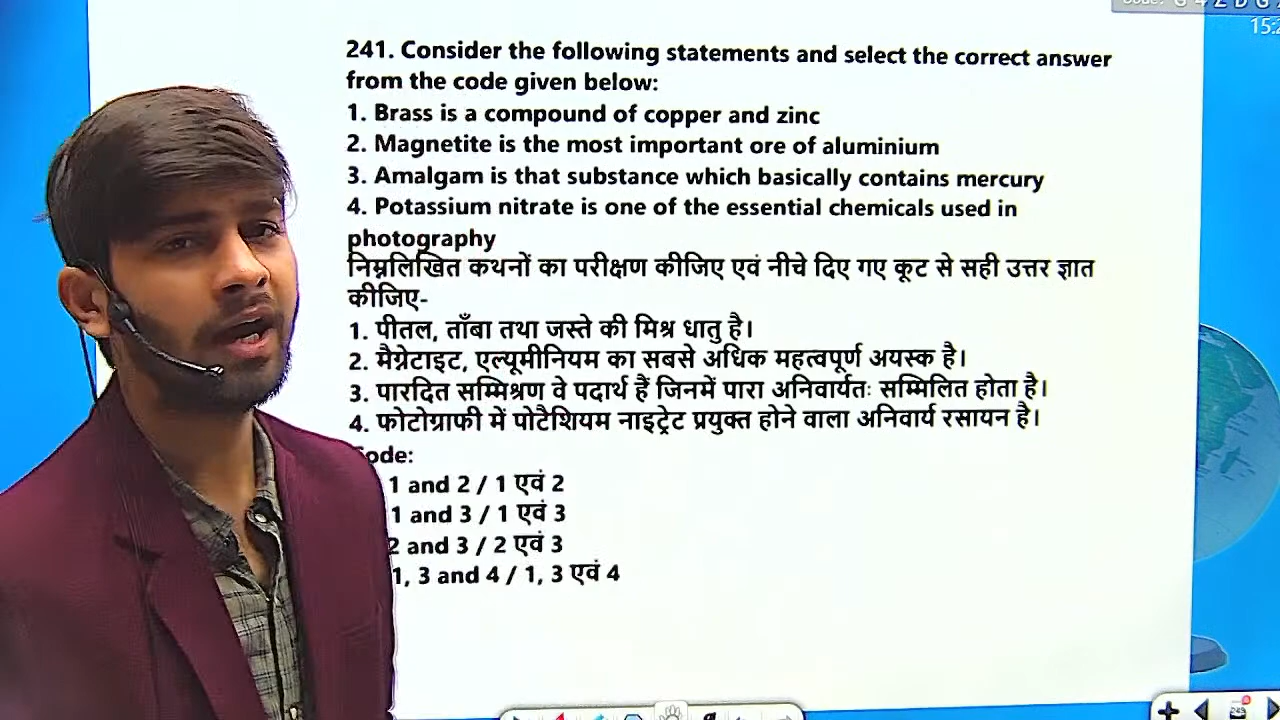 241. Consider the following statements and select the correct answer
from the code given below:
1. Brass is a compound of copper and zinc
2. Magnetite is the most important ore of aluminium
3. Amalgam is that substance which basically contains mercury
4. Potassium nitrate is one of the essential chemicals used in
photography
निम्नलिखित कथनों का परीक्षण कीजिए एवं नीचे दिए गए कूट से सही उत्तर ज्ञात
कीजिए-
1. पीतल, ताँबा तथा जस्ते की मिश्र धातु है।
2. मैग्नेटाइट, एल्यूमीनियम का सबसे अधिक महत्वपूर्ण अयस्क है।
3. पारदित सम्मिश्रण वे पदार्थ हैं जिनमें पारा अनिवार्यतः सम्मिलित होता है।
4. फोटोग्राफी में पोटैशियम नाइट्रेट प्रयुक्त होने वाला अनिवार्य रसायन है।
ode:
1 and 2 / 1 एवं 2
1 and 3 / 1 एवं 3
2 and 3 / 2 एवं 3
1, 3 and 4 / 1, 3 एवं 4